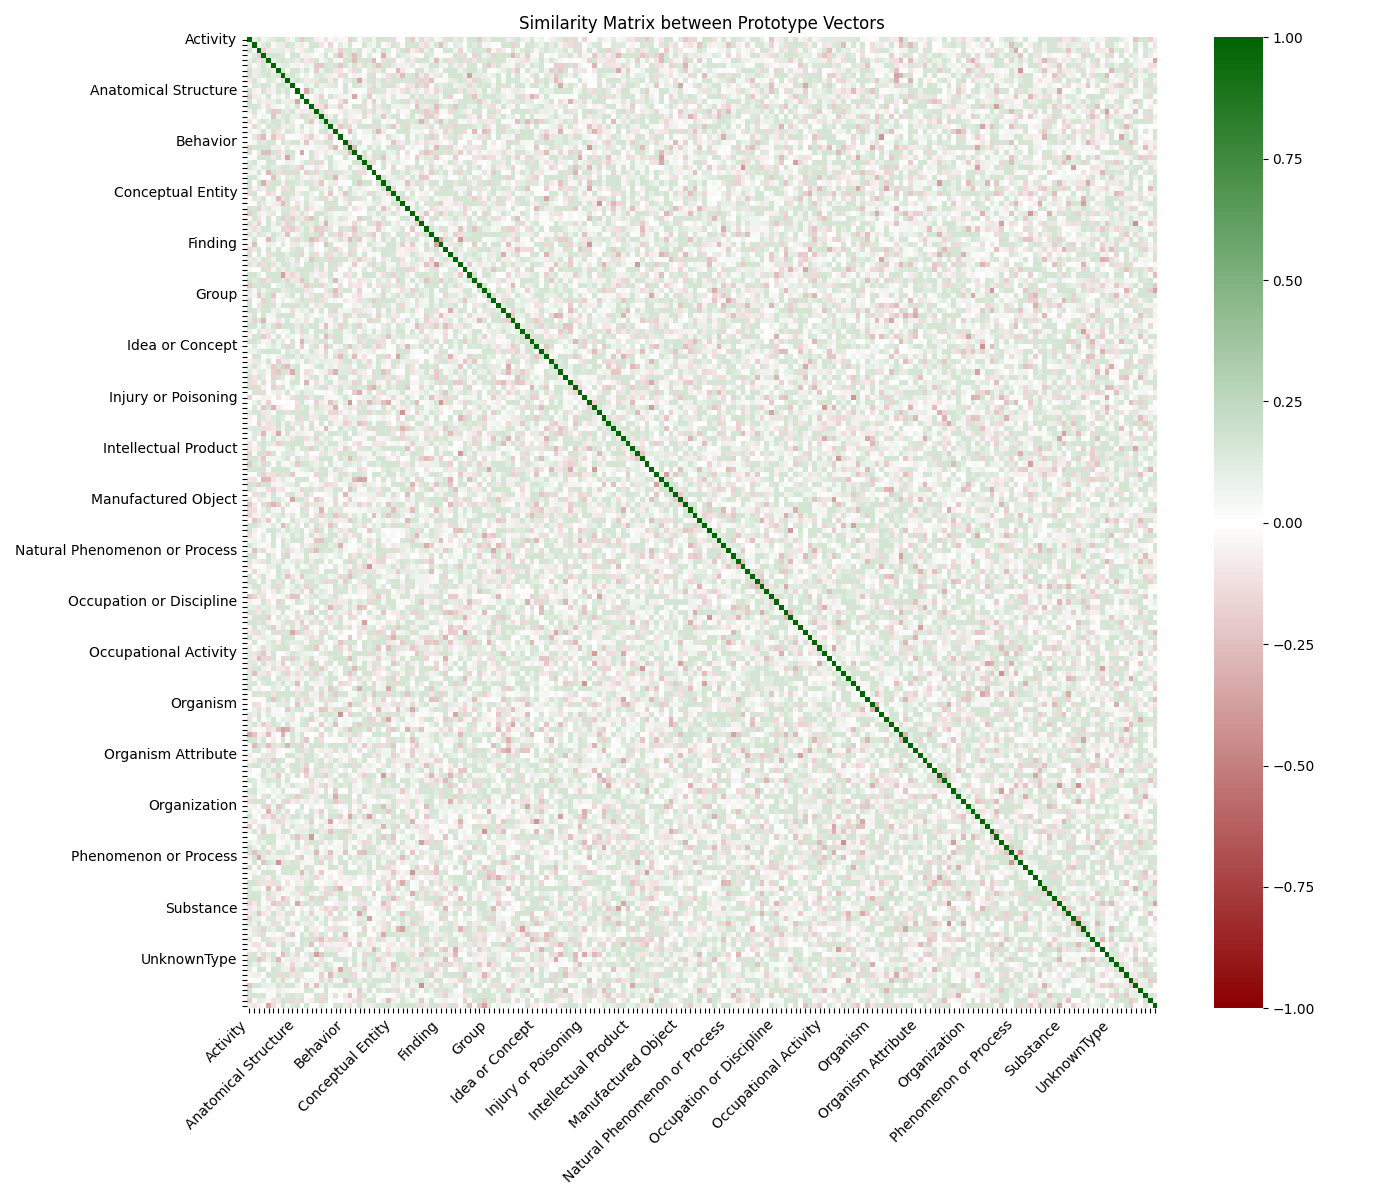 Similarity Matrix between Prototype Vectors
Activity
Anatomical Structure
Behavior
Conceptual Entity
Finding
Group
Idea or Concept
Injury or Poisoning
Intellectual Product
Manufactured Object
Natural Phenomenon or Process
Occupation or Discipline
Occupational Activity
Organism
Organism Attribute
Organization
Phenomenon or Process
Substance
UnknownType
Activity
Anatomical Structure
Behavior
Conceptual Entity
Finding
Group
Idea or Concept
Injury or Poisoning
Intellectual Product
Manufactured Object
Natural Phenomenon or Process
Occupation or Discipline
Occupational Activity
Organism
Organism Attribute
Organization
Phenomenon or Process
Substance
UnknownType
1.00
0.75
0.50
0.25
0.00
−0.25
−0.50
−0.75
−1.00